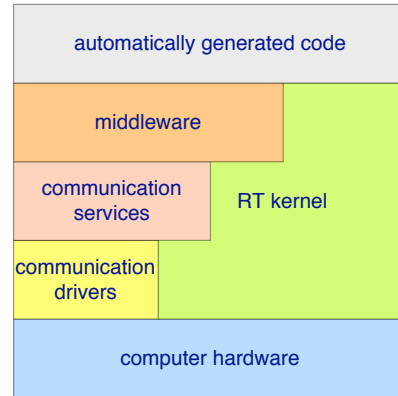 automatically generated code
middleware
communication
services
RT kernel
communication
drivers
computer hardware